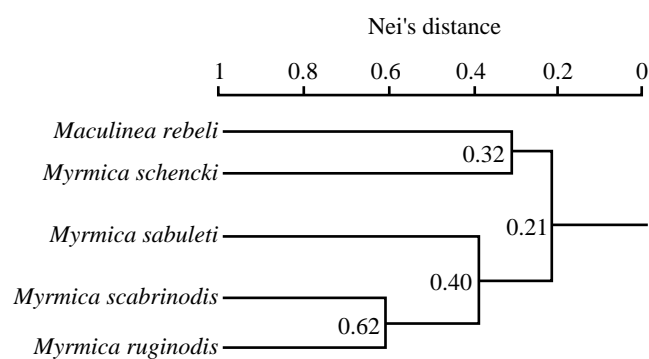 Nei's distance
1 0.8 0.6 0.4 0.2 0
Maculinea rebeli
0.32
Myrmica schencki
0.21
Myrmica sabuleti
0.40
Myrmica scabrinodis
0.62
Myrmica ruginodis